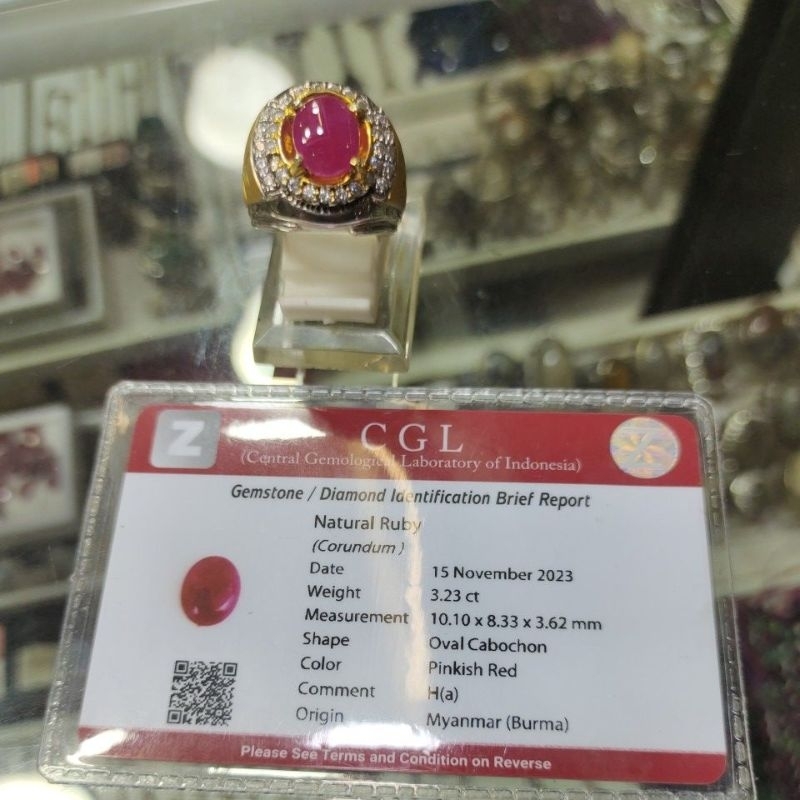 Z
CGL
(Central Gemological Laboratory of Indonesia)
Gemstone / Diamond Identification Brief Report
Natural Ruby
(Corundum)
Date 15 November 2023
Weight 3.23 ct
Measurement 10.10 x 8.33 x 3.62 mm
Shape Oval Cabochon
Color Pinkish Red
Comment H(a)
Origin Myanmar (Burma)
Please See Terms and Condition on Reverse